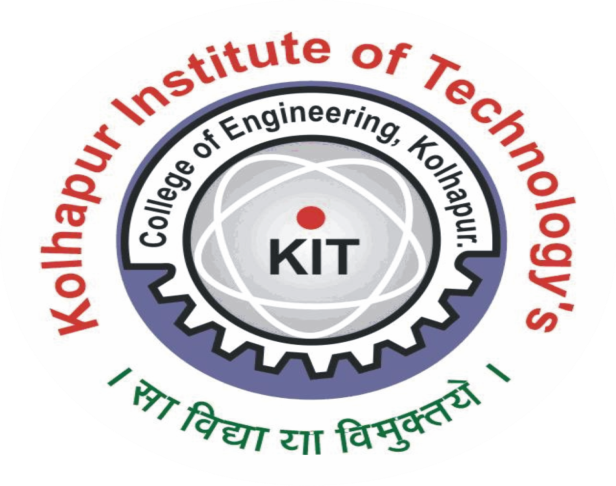 Kolhapur Institute of Technology's
College of Engineering, Kolhapur.
KIT
। सा विद्या या विमुक्तये ।